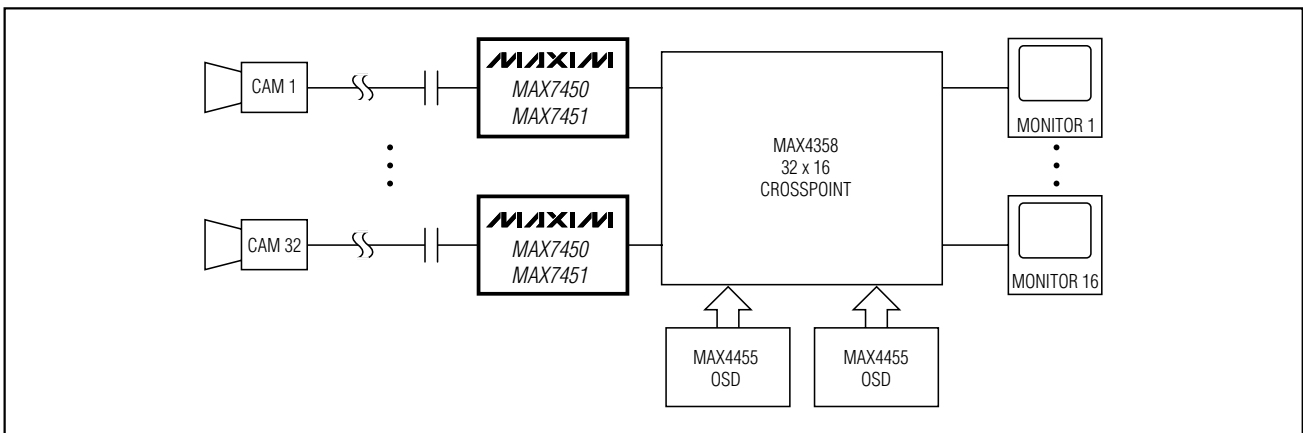 CAM 1
MAXIM
MAX7450
MAX7451
MAX4358
32 x 16
CROSSPOINT
MONITOR 1
CAM 32
MAXIM
MAX7450
MAX7451
MONITOR 16
MAX4455
OSD
MAX4455
OSD